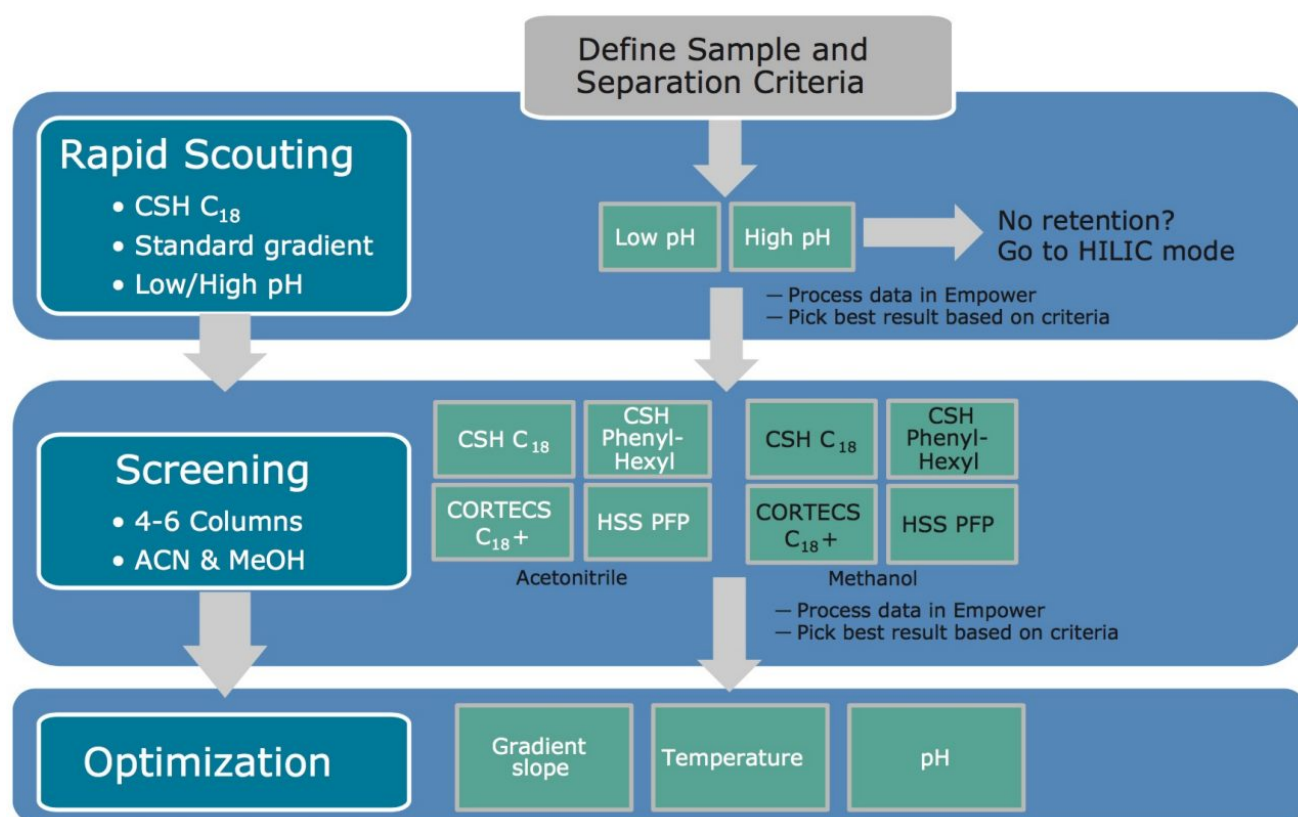 Define Sample and
Separation Criteria
Rapid Scouting
• CSH C₁₈
• Standard gradient
• Low/High pH
Low pH
High pH
No retention?
Go to HILIC mode
— Process data in Empower
— Pick best result based on criteria
Screening
• 4-6 Columns
• ACN & MeOH
CSH C₁₈
CSH
Phenyl-
Hexyl
CORTECS
C₁₈+
HSS PFP
Acetonitrile
CSH C₁₈
CSH
Phenyl-
Hexyl
CORTECS
C₁₈+
HSS PFP
Methanol
— Process data in Empower
— Pick best result based on criteria
Optimization
Gradient
slope
Temperature
pH